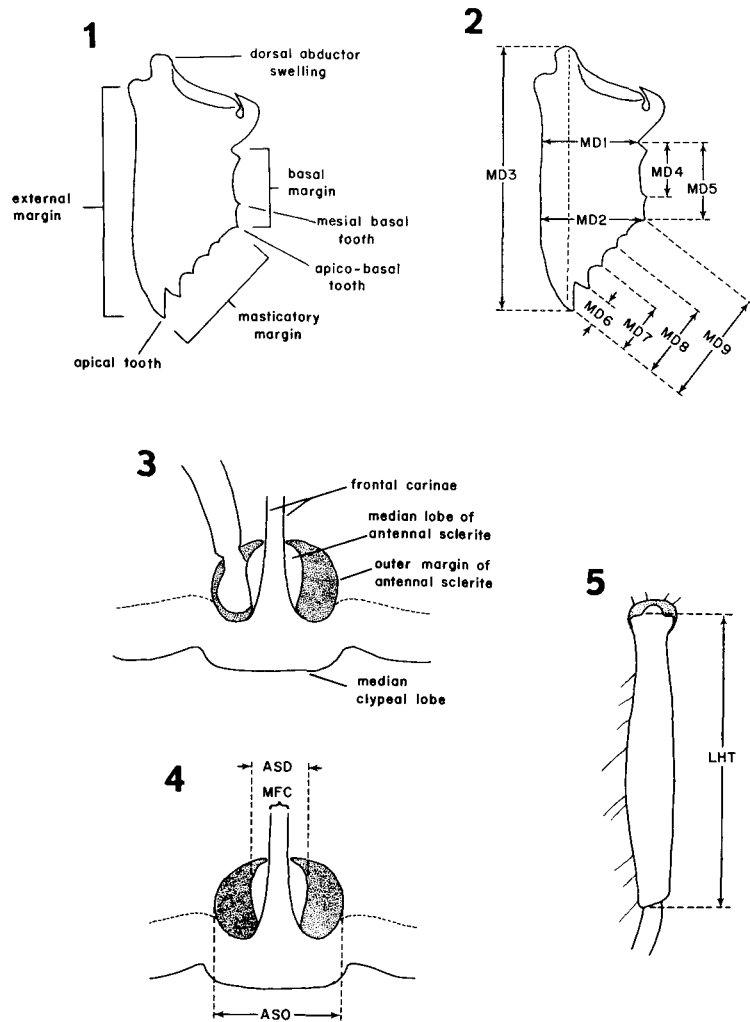 1
dorsal abductor
swelling
external
margin
basal
margin
mesial basal
tooth
apico-basal
tooth
masticatory
margin
apical tooth
2
MD1
MD2
MD3
MD4
MD5
MD6
MD7
MD8
MD9
3
frontal carinae
median lobe of
antennal sclerite
outer margin of
antennal sclerite
median
clypeal lobe
4
ASD
MFC
ASO
5
LHT